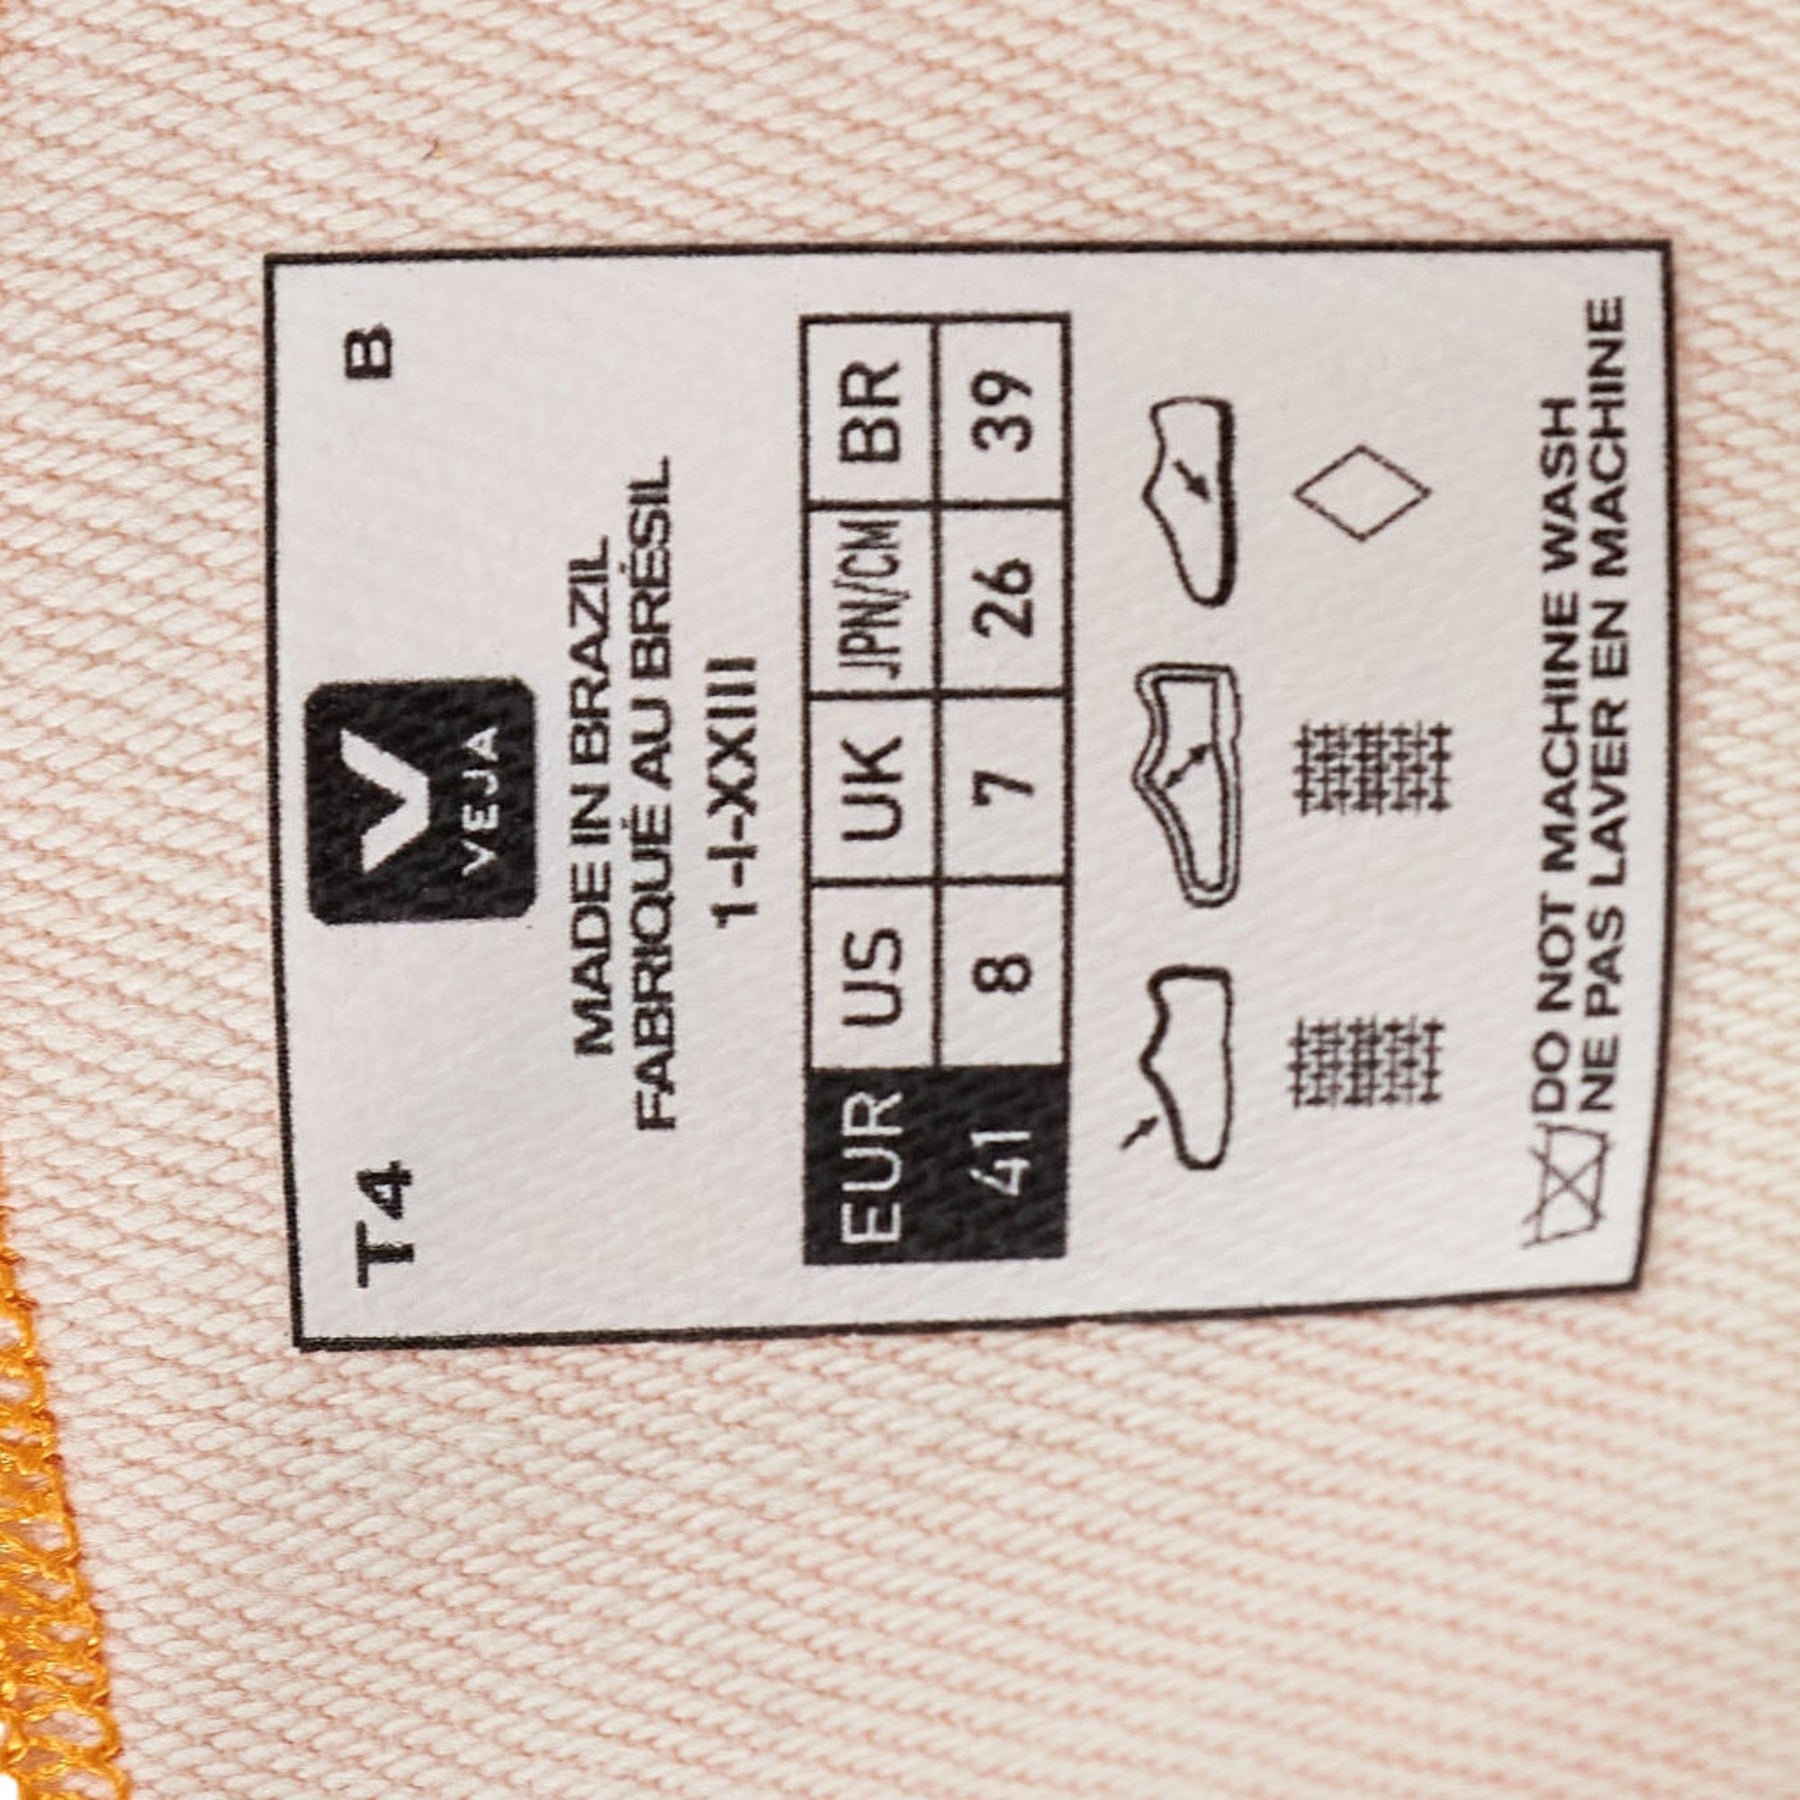 T4 B
V
VEJA
MADE IN BRAZIL
FABRIQUÉ AU BRÉSIL
1-I-XXIII
EUR US UK JPN/CM BR
41 8 7 26 39
DO NOT MACHINE WASH
NE PAS LAVER EN MACHINE